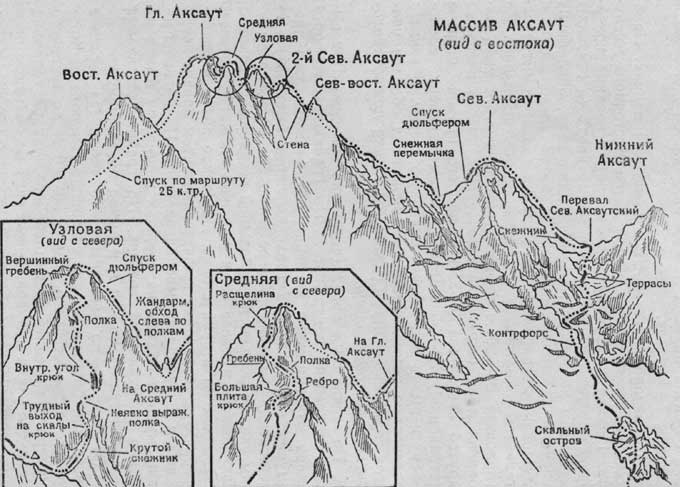 МАССИВ АКСАУТ
(вид с востока)
Гл. Аксаут
Средняя
Узловая
2-й Сев. Аксаут
Вост. Аксаут
Сев-вост. Аксаут
Стена
Спуск
дюльфером
Сев. Аксаут
Снежная
перемычка
Нижний
Аксаут
Спуск по маршруту
2Б к.тр.
Перевал
Сев. Аксаутский
Снежник
Террасы
Контрфорс
Скальный
остров
Узловая
(вид с севера)
Вершинный
гребень
Спуск
дюльфером
Жандарм,
обход
слева по
полкам
Полка
Внутр. угол
крюк
На Средний
Аксаут
Трудный
выход
на скалы
крюк
Неявно выраж.
полка
Крутой
снежник
Средняя (вид
с севера)
Расщелина
крюк
На Гл.
Аксаут
Гребень
Полка
Большая
плита
крюк
Ребро